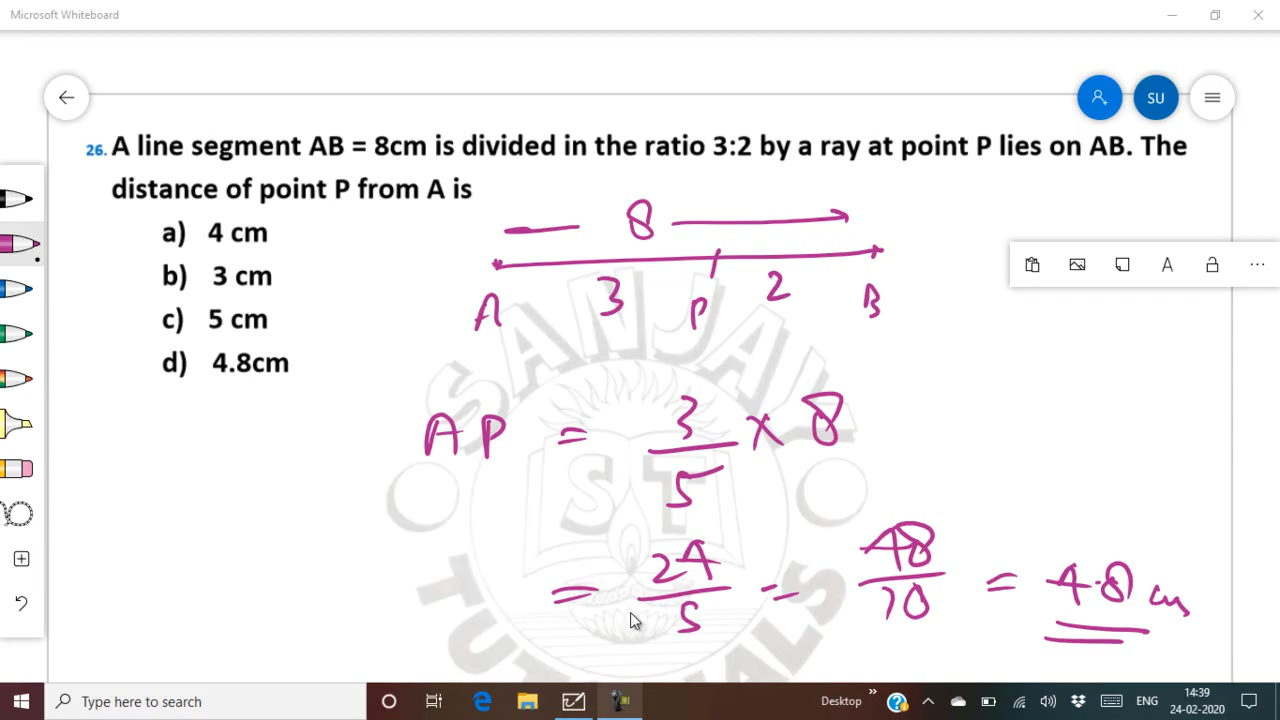 Microsoft Whiteboard
SU
26. A line segment AB = 8cm is divided in the ratio 3:2 by a ray at point P lies on AB. The
distance of point P from A is
a) 4 cm
b) 3 cm
c) 5 cm
d) 4.8cm
8
3 2
A P B
AP = 3/5 × 8
= 24/5 = 48/10 = 4.8 cm
SANJAY
ST
TUTORIALS
A
Type here to search
Desktop
ENG
14:39
24-02-2020